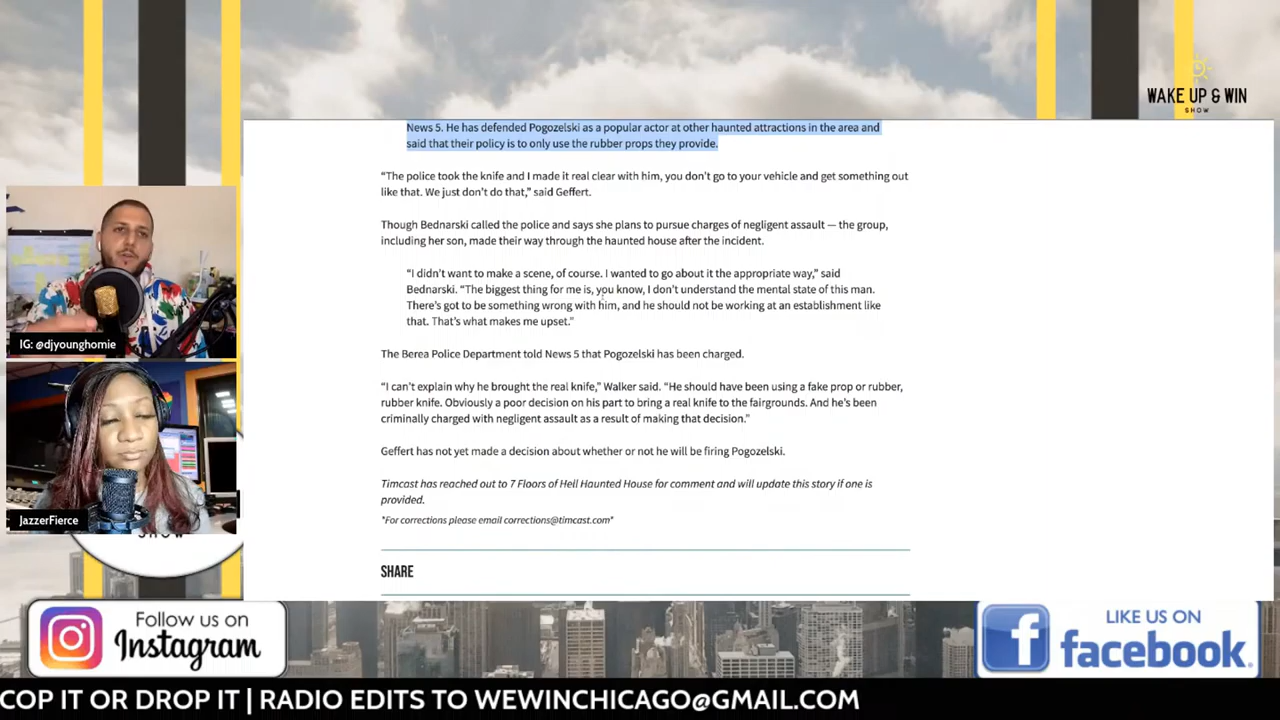 WAKE UP & WIN
SHOW
News 5. He has defended Pogozelski as a popular actor at other haunted attractions in the area and
said that their policy is to only use the rubber props they provide.
“The police took the knife and I made it real clear with him, you don’t go to your vehicle and get something out
like that. We just don’t do that,” said Geffert.
Though Bednarski called the police and says she plans to pursue charges of negligent assault — the group,
including her son, made their way through the haunted house after the incident.
“I didn’t want to make a scene, of course. I wanted to go about it the appropriate way,” said
Bednarski. “The biggest thing for me is, you know, I don’t understand the mental state of this man.
There’s got to be something wrong with him, and he should not be working at an establishment like
that. That’s what makes me upset.”
The Berea Police Department told News 5 that Pogozelski has been charged.
“I can’t explain why he brought the real knife,” Walker said. “He should have been using a fake prop or rubber,
rubber knife. Obviously a poor decision on his part to bring a real knife to the fairgrounds. And he’s been
criminally charged with negligent assault as a result of making that decision.”
Geffert has not yet made a decision about whether or not he will be firing Pogozelski.
Timcast has reached out to 7 Floors of Hell Haunted House for comment and will update this story if one is
provided.
*For corrections please email corrections@timcast.com*
SHARE
IG: @djyounghomie
JazzerFierce
SHOW
Follow us on
Instagram
LIKE US ON
facebook.
COP IT OR DROP IT | RADIO EDITS TO WEWINCHICAGO@GMAIL.COM